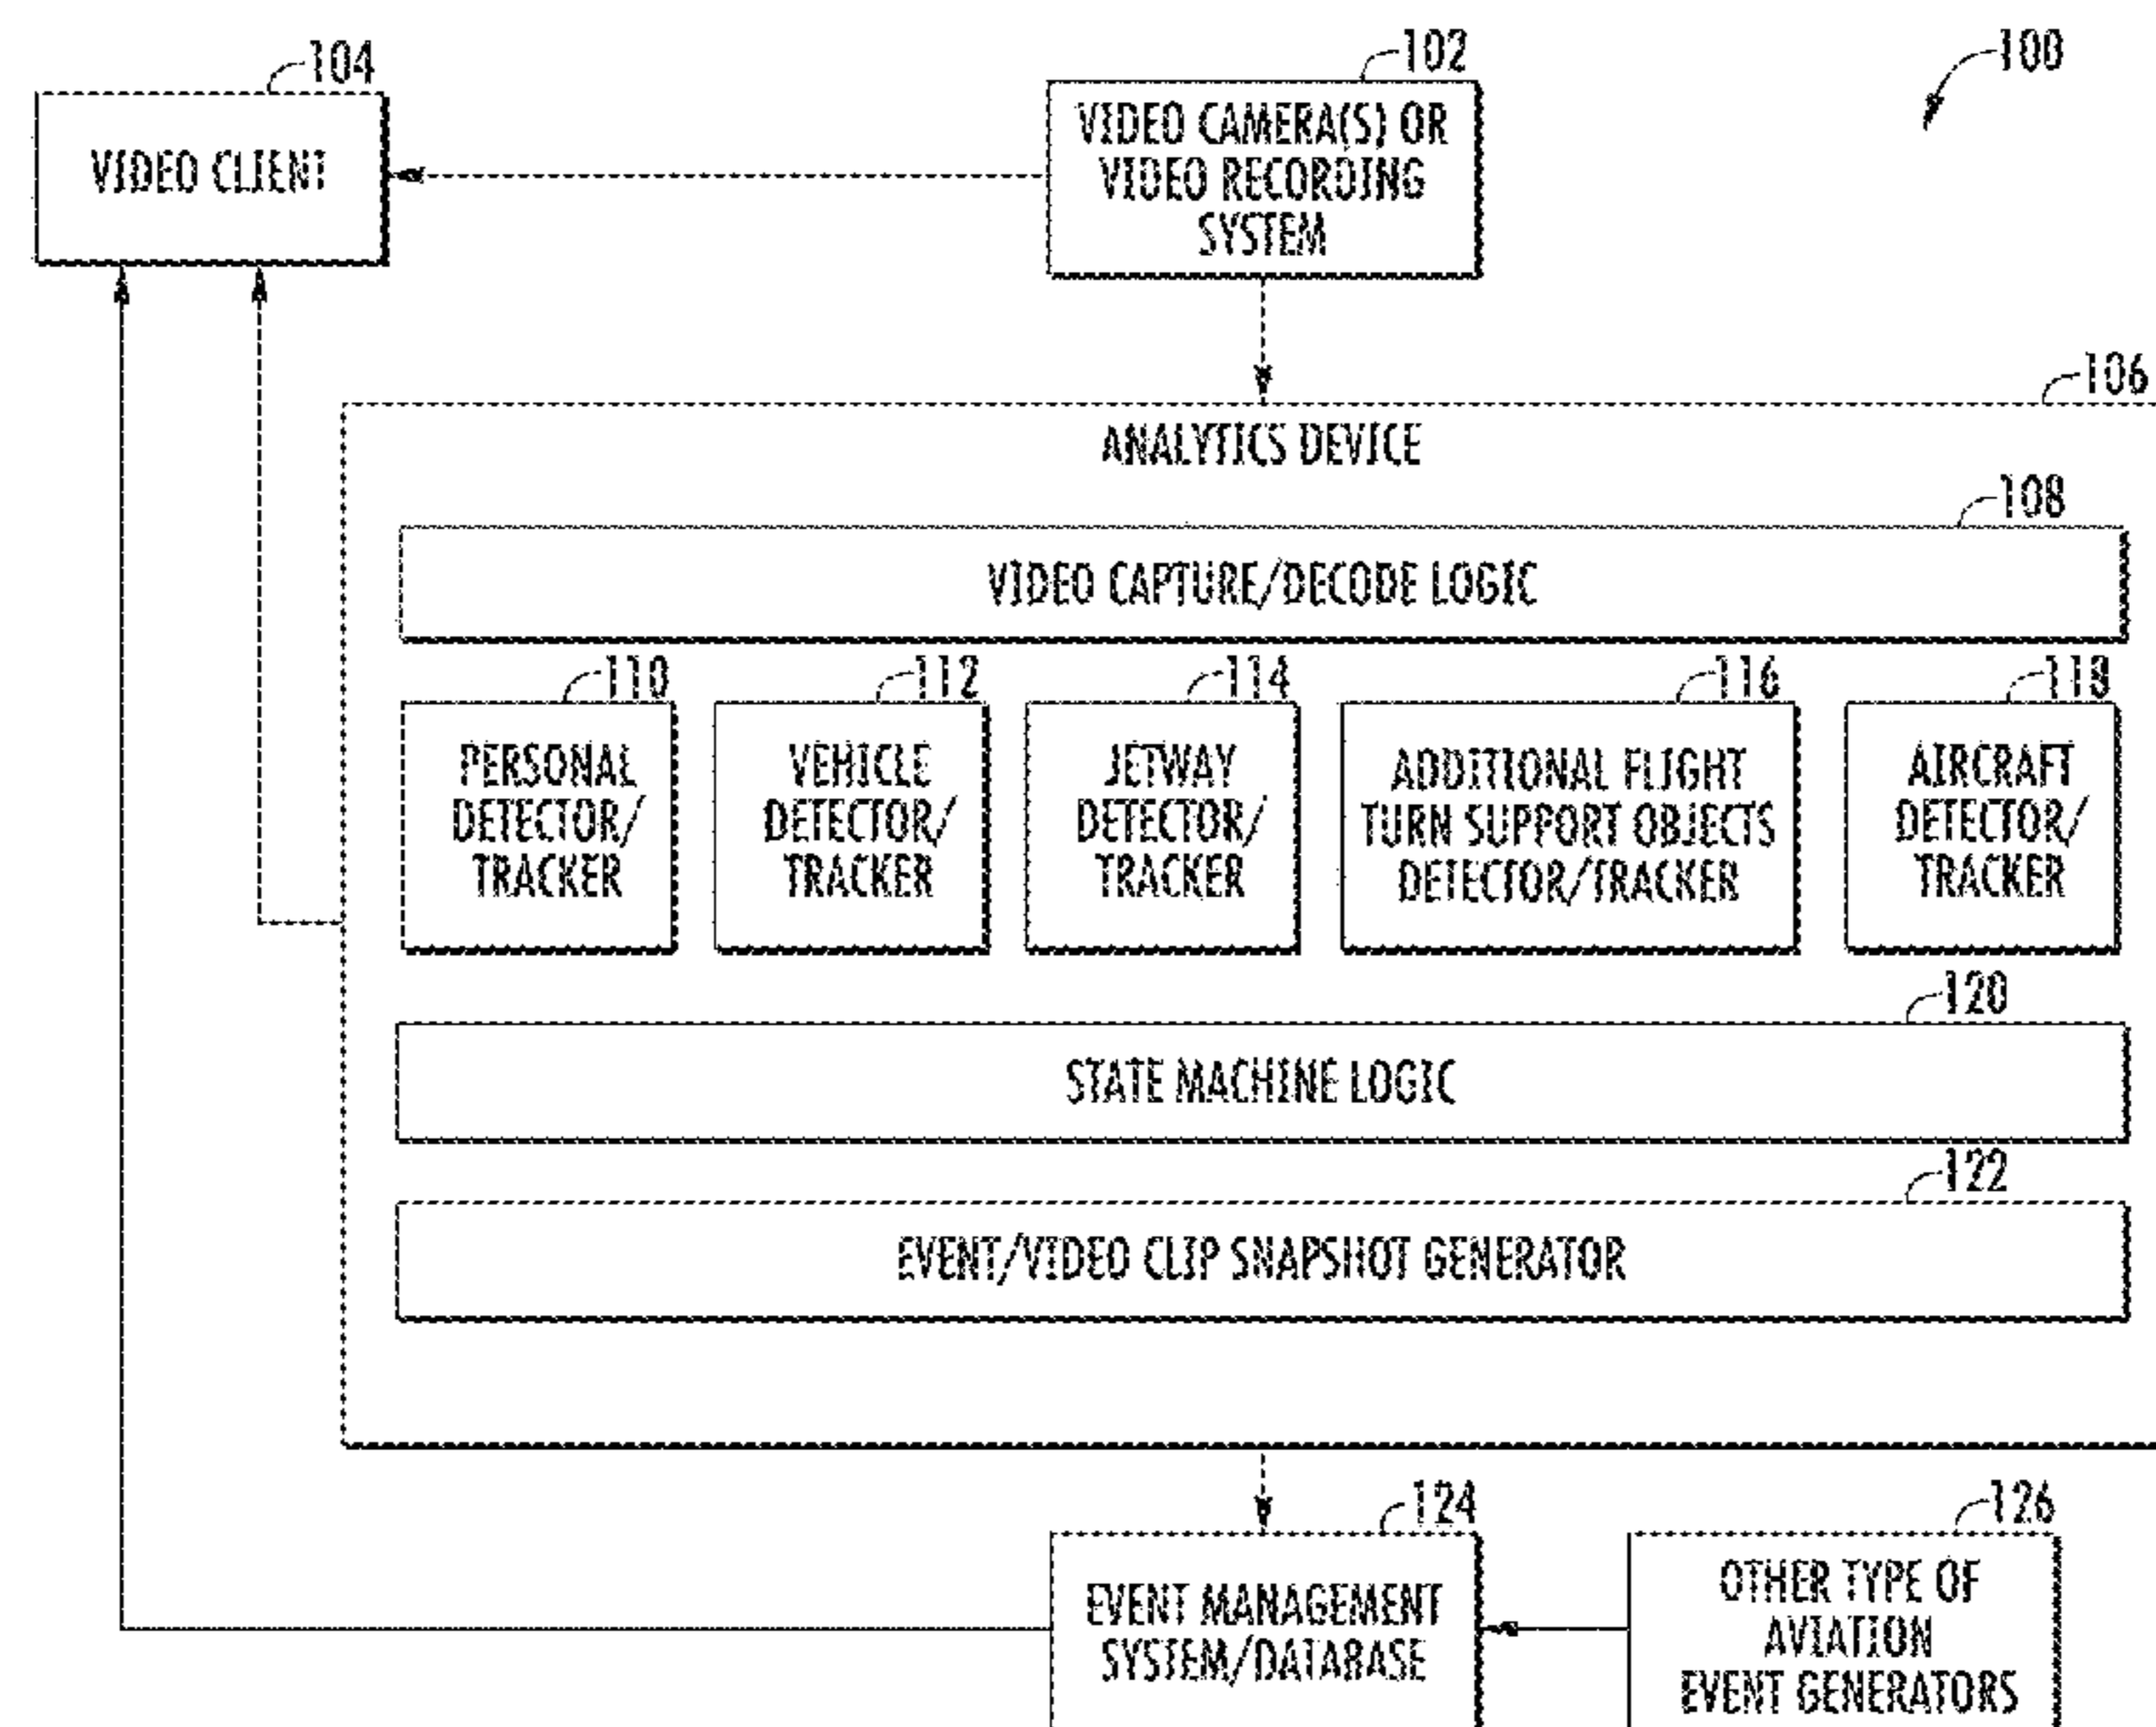 104
102
100
VIDEO CLIENT
VIDEO CAMERA(S) OR
VIDEO RECORDING
SYSTEM
106
ANALYTICS DEVICE
108
VIDEO CAPTURE/DECODE LOGIC
110
112
114
116
118
PERSONAL
DETECTOR/
TRACKER
VEHICLE
DETECTOR/
TRACKER
JETWAY
DETECTOR/
TRACKER
ADDITIONAL FLIGHT
TURN SUPPORT OBJECTS
DETECTOR/TRACKER
AIRCRAFT
DETECTOR/
TRACKER
120
STATE MACHINE LOGIC
122
EVENT/VIDEO CLIP SNAPSHOT GENERATOR
124
126
EVENT MANAGEMENT
SYSTEM/DATABASE
OTHER TYPE OF
AVIATION
EVENT GENERATORS